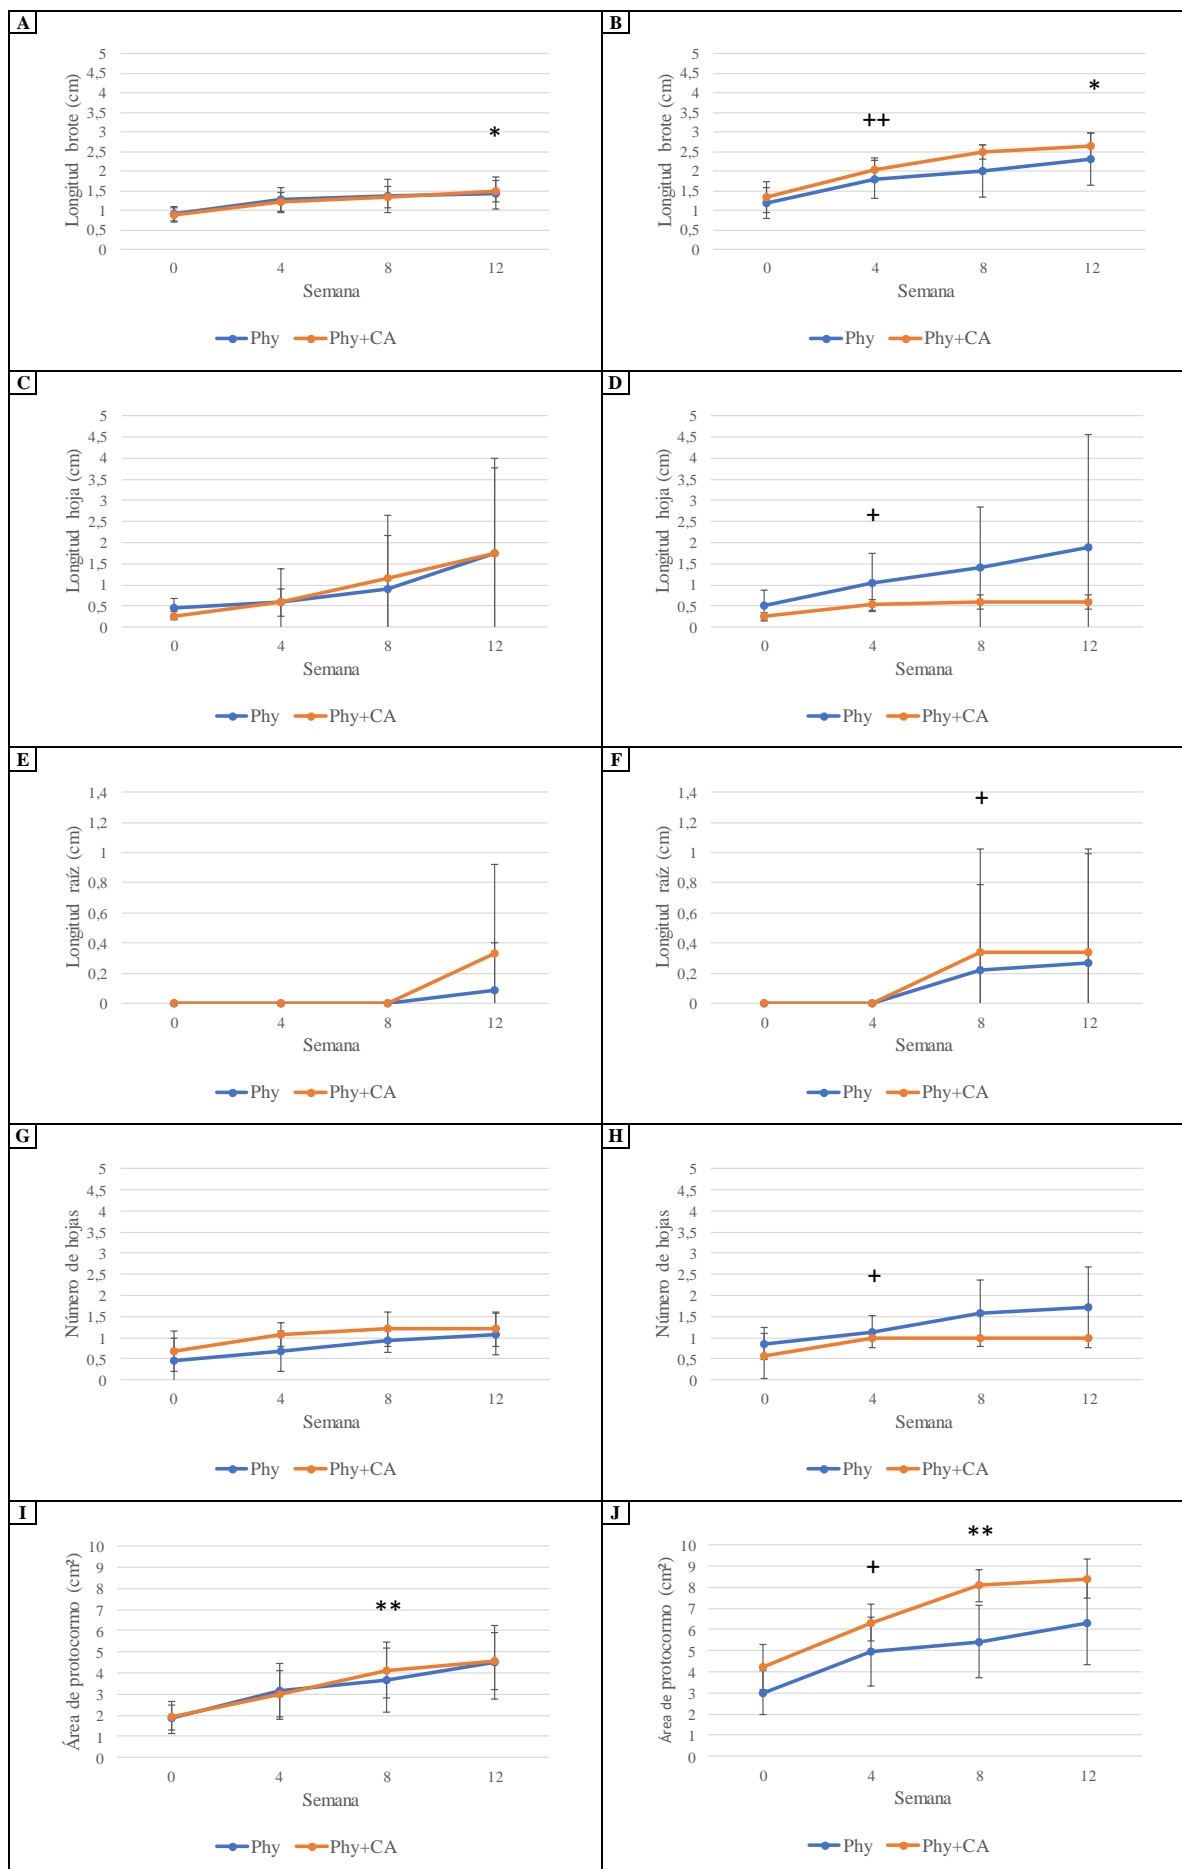 A
Longitud brote (cm)
5
4,5
4
3,5
3
2,5
2
1,5
1
0,5
0
*
0 4 8 12
Semana
Phy Phy+CA
B
Longitud brote (cm)
5
4,5
4
3,5
3
2,5
2
1,5
1
0,5
0
++
*
0 4 8 12
Semana
Phy Phy+CA
C
Longitud hoja (cm)
5
4,5
4
3,5
3
2,5
2
1,5
1
0,5
0
0 4 8 12
Semana
Phy Phy+CA
D
Longitud hoja (cm)
5
4,5
4
3,5
3
2,5
2
1,5
1
0,5
0
+
0 4 8 12
Semana
Phy Phy+CA
E
Longitud raíz (cm)
1,4
1,2
1
0,8
0,6
0,4
0,2
0
0 4 8 12
Semana
Phy Phy+CA
F
Longitud raíz (cm)
1,4
1,2
1
0,8
0,6
0,4
0,2
0
+
0 4 8 12
Semana
Phy Phy+CA
G
Número de hojas
5
4,5
4
3,5
3
2,5
2
1,5
1
0,5
0
0 4 8 12
Semana
Phy Phy+CA
H
Número de hojas
5
4,5
4
3,5
3
2,5
2
1,5
1
0,5
0
+
0 4 8 12
Semana
Phy Phy+CA
I
Área de protocormo (cm²)
10
9
8
7
6
5
4
3
2
1
0
**
0 4 8 12
Semana
Phy Phy+CA
J
Área de protocormo (cm²)
10
9
8
7
6
5
4
3
2
1
0
+
**
0 4 8 12
Semana
Phy Phy+CA